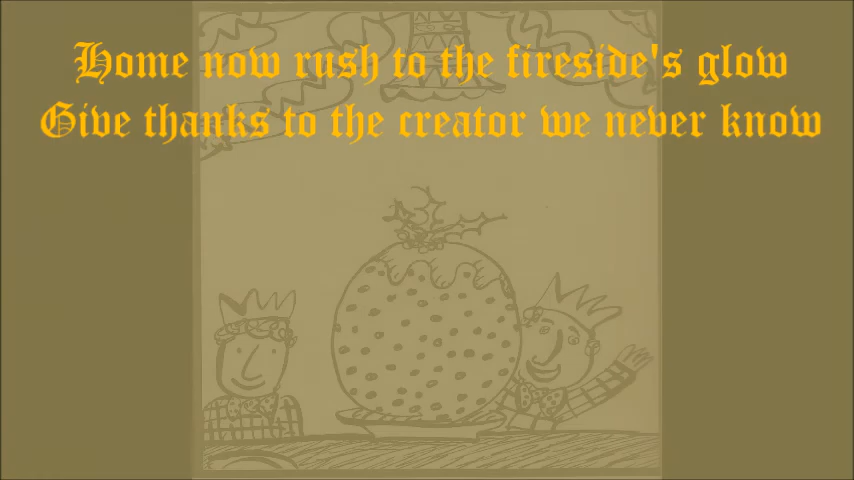 Home now rush to the fireside's glow
Give thanks to the creator we never know